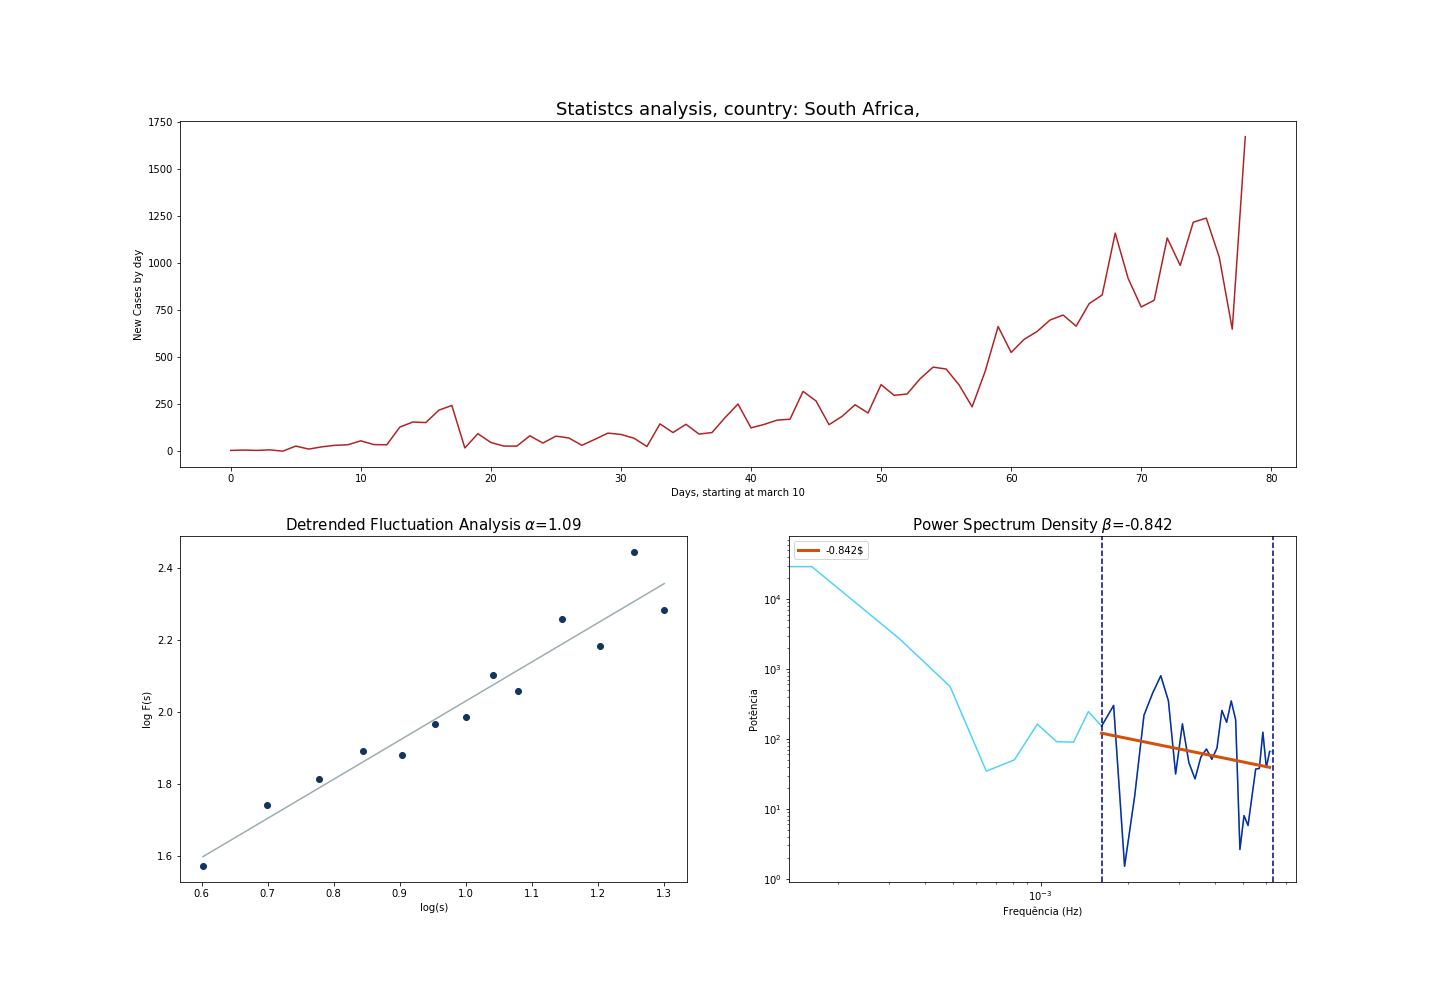 Statistcs analysis, country: South Africa,
1750
1500
1250
1000
750
500
250
0
New Cases by day
0 10 20 30 40 50 60 70 80
Days, starting at march 10
Detrended Fluctuation Analysis α=1.09
2.4
2.2
2.0
1.8
1.6
log F(s)
0.6 0.7 0.8 0.9 1.0 1.1 1.2 1.3
log(s)
Power Spectrum Density β=-0.842
-0.842$
10⁴
10³
10²
10¹
10⁰
Potência
10⁻³
Frequência (Hz)